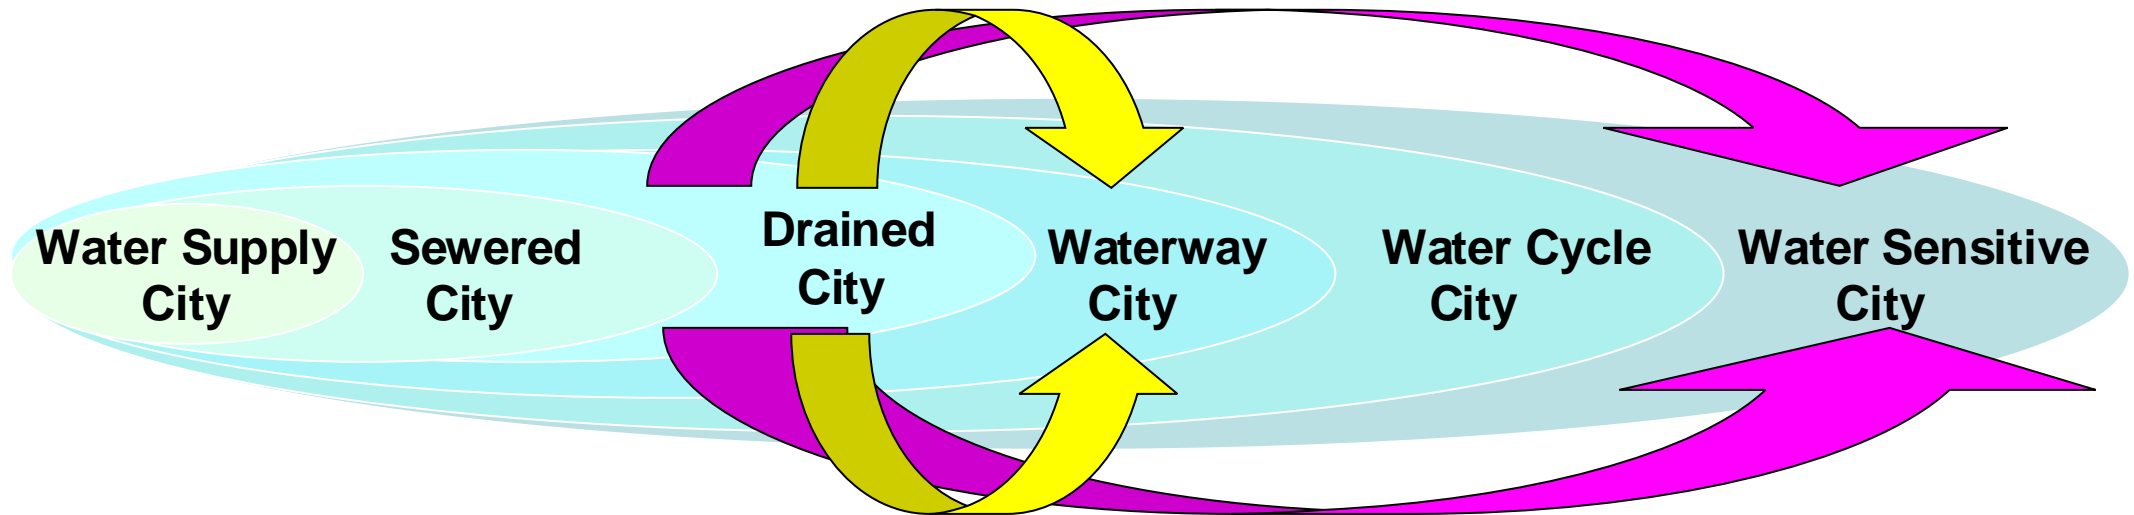 Water Supply
City
Sewered
City
Drained
City
Waterway
City
Water Cycle
City
Water Sensitive
City